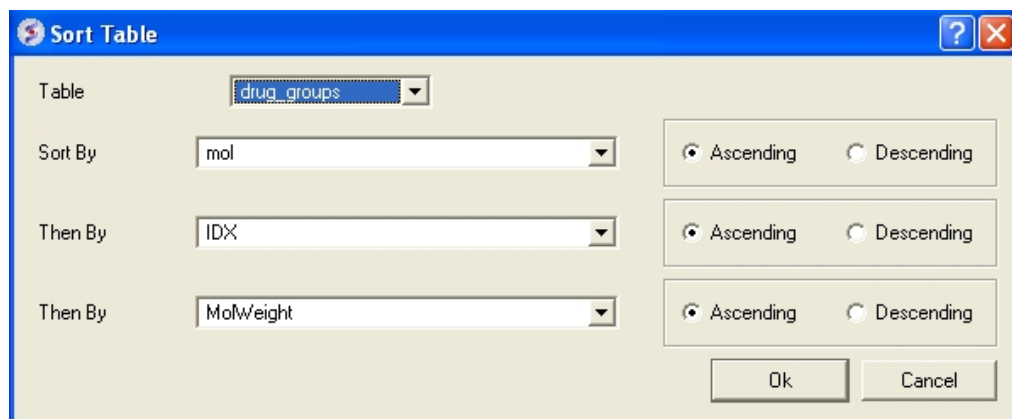 Sort Table
Table drug_groups
Sort By mol Ascending Descending
Then By IDX Ascending Descending
Then By MolWeight Ascending Descending
Ok Cancel